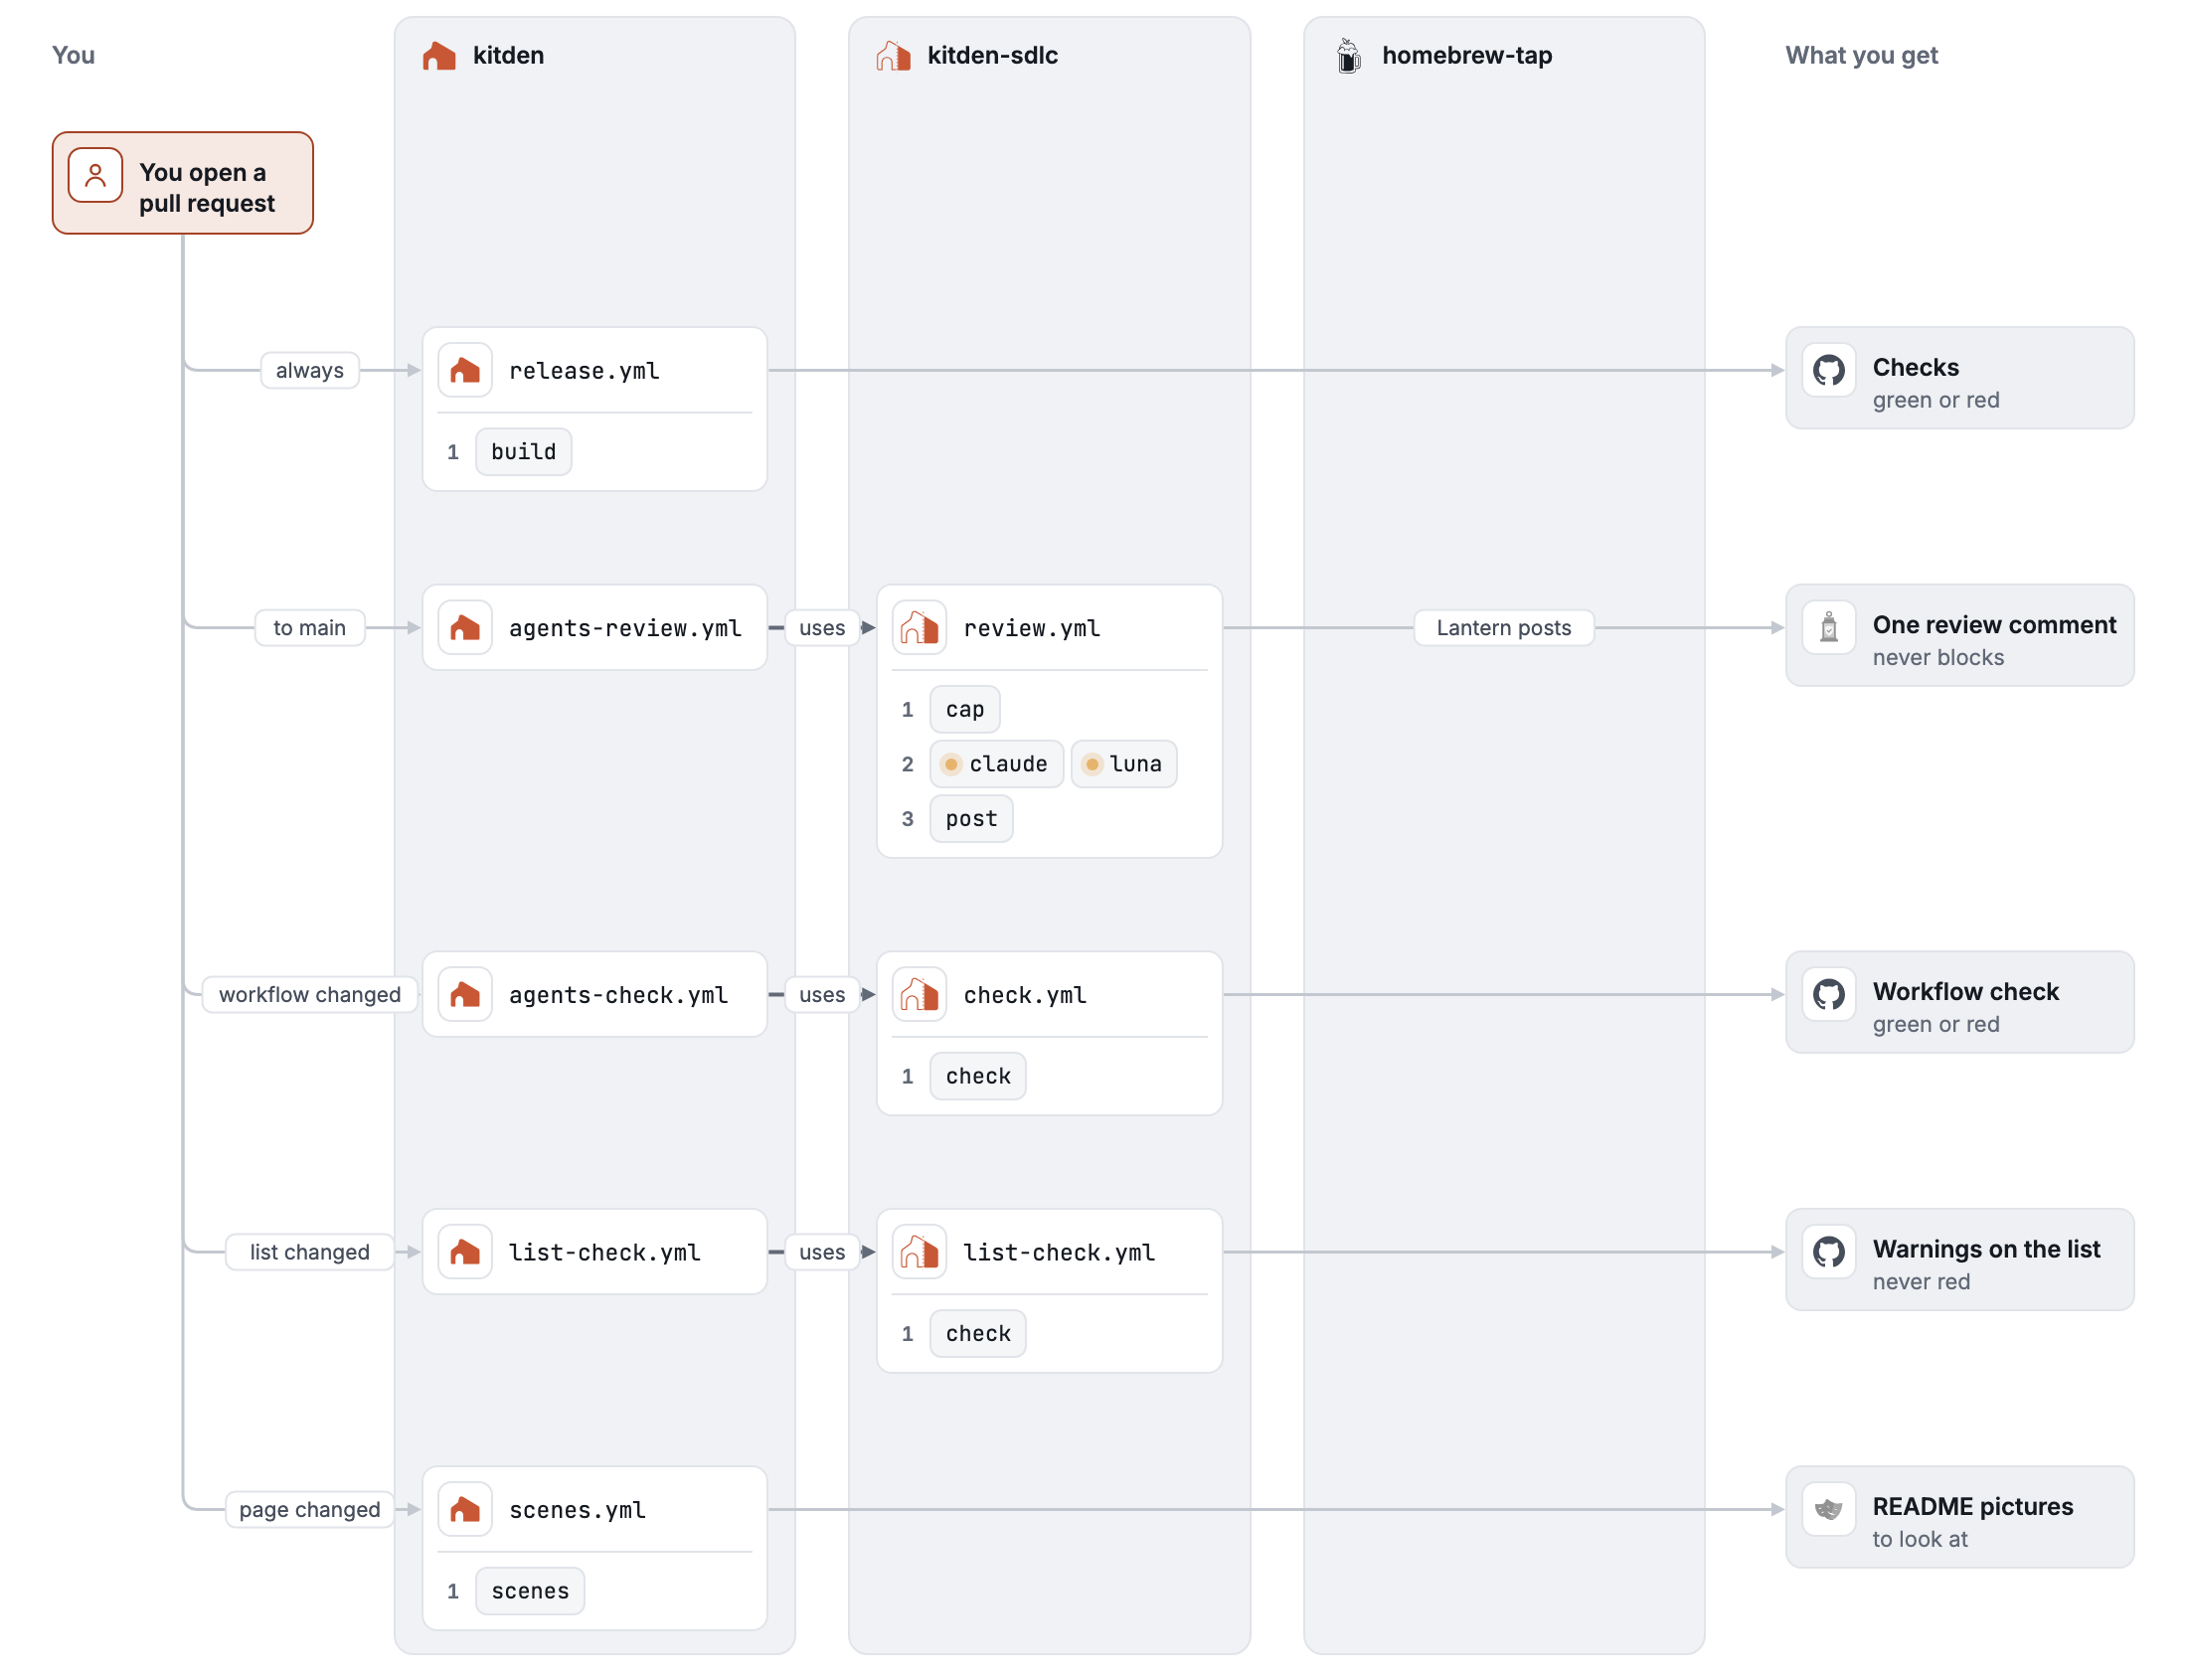 You
kitden
kitden-sdlc
homebrew-tap
What you get
You open a
pull request
always
release.yml
1 build
Checks
green or red
to main
agents-review.yml
uses
review.yml
1 cap
2 claude luna
3 post
Lantern posts
One review comment
never blocks
workflow changed
agents-check.yml
uses
check.yml
1 check
Workflow check
green or red
list changed
list-check.yml
uses
list-check.yml
1 check
Warnings on the list
never red
page changed
scenes.yml
1 scenes
README pictures
to look at